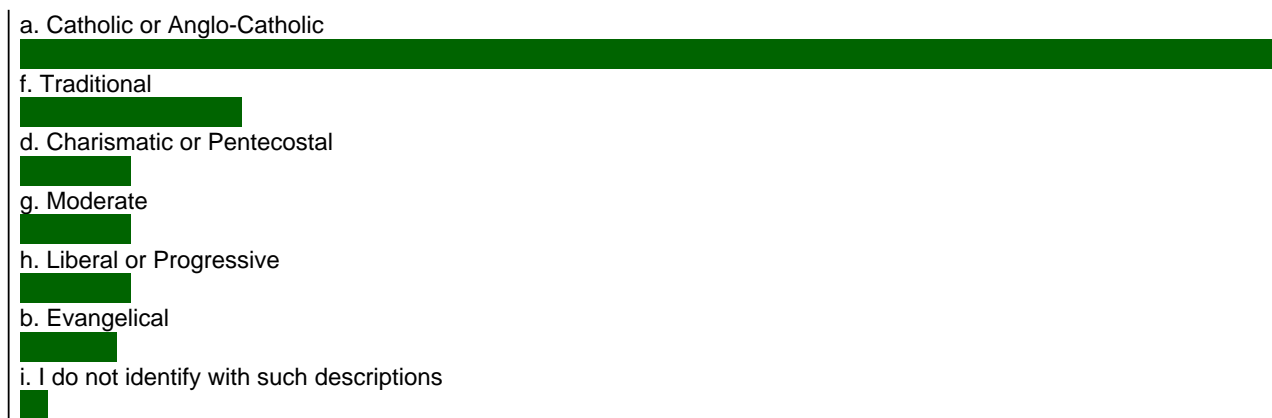 a. Catholic or Anglo-Catholic
f. Traditional
d. Charismatic or Pentecostal
g. Moderate
h. Liberal or Progressive
b. Evangelical
i. I do not identify with such descriptions